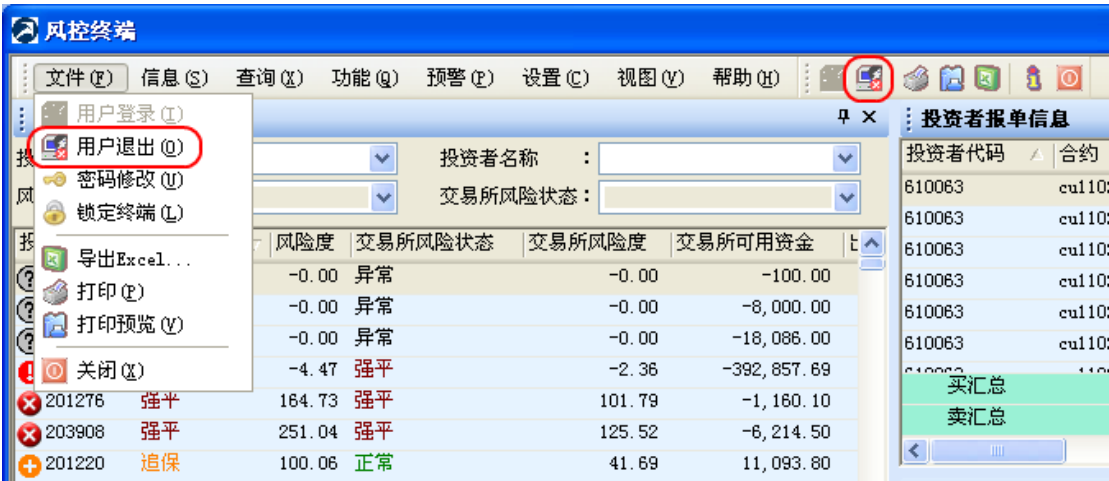 风控终端
文件(F) 信息(S) 查询(X) 功能(Q) 预警(P) 设置(C) 视图(V) 帮助(H)
用户登录(I)
用户退出(O)
密码修改(U)
锁定终端(L)
导出Excel...
打印(P)
打印预览(V)
关闭(X)
投资者名称 :
风 交易所风险状态:
投 风险度 交易所风险状态 交易所风险度 交易所可用资金
-0.00 异常 -0.00 -100.00
-0.00 异常 -0.00 -8,000.00
-0.00 异常 -0.00 -18,086.00
-4.47 强平 -2.36 -392,857.69
201276 强平 164.73 强平 101.79 -1,160.10
203908 强平 251.04 强平 125.52 -6,214.50
201220 追保 100.06 正常 41.69 11,093.80
投资者报单信息
投资者代码 合约
610063 cu110
610063 cu110
610063 cu110
610063 cu110
610063 cu110
610063 cu110
买汇总
卖汇总